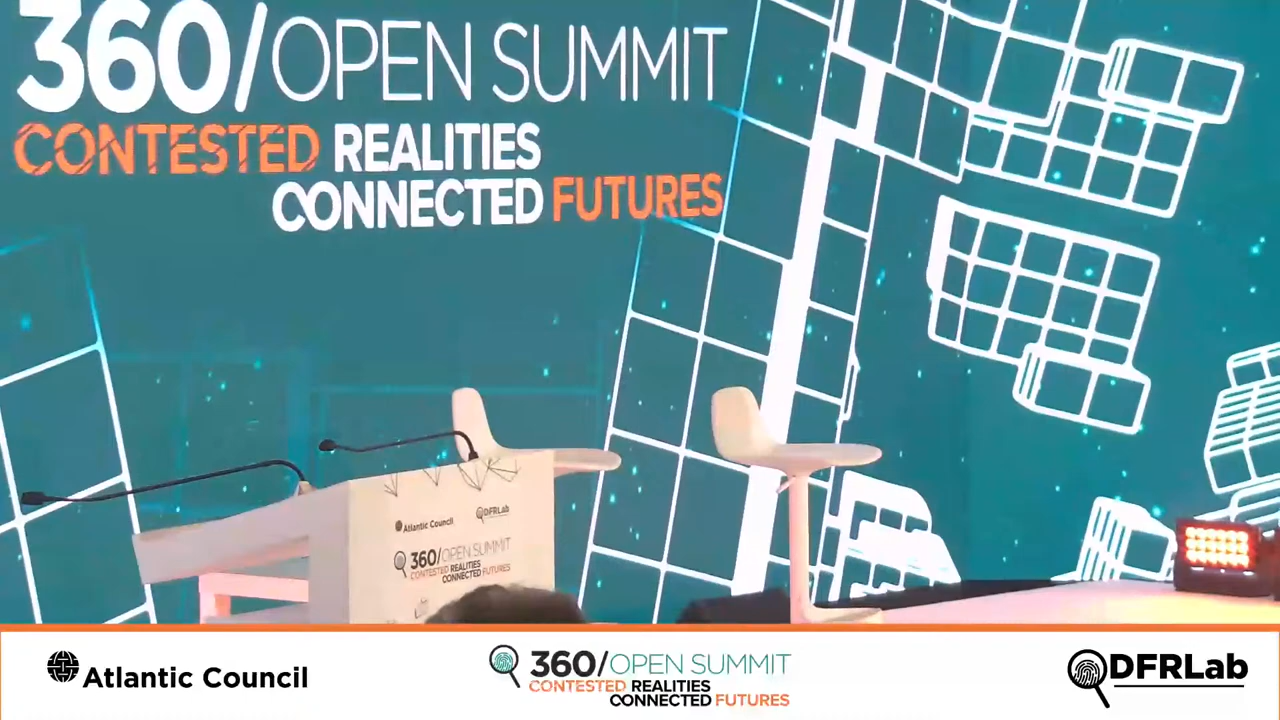 360/OPEN SUMMIT
CONTESTED REALITIES
CONNECTED FUTURES
Atlantic Council
DFRLab
360/OPEN SUMMIT
CONTESTED REALITIES
CONNECTED FUTURES
Atlantic Council
360/OPEN SUMMIT
CONTESTED REALITIES
CONNECTED FUTURES
DFRLab